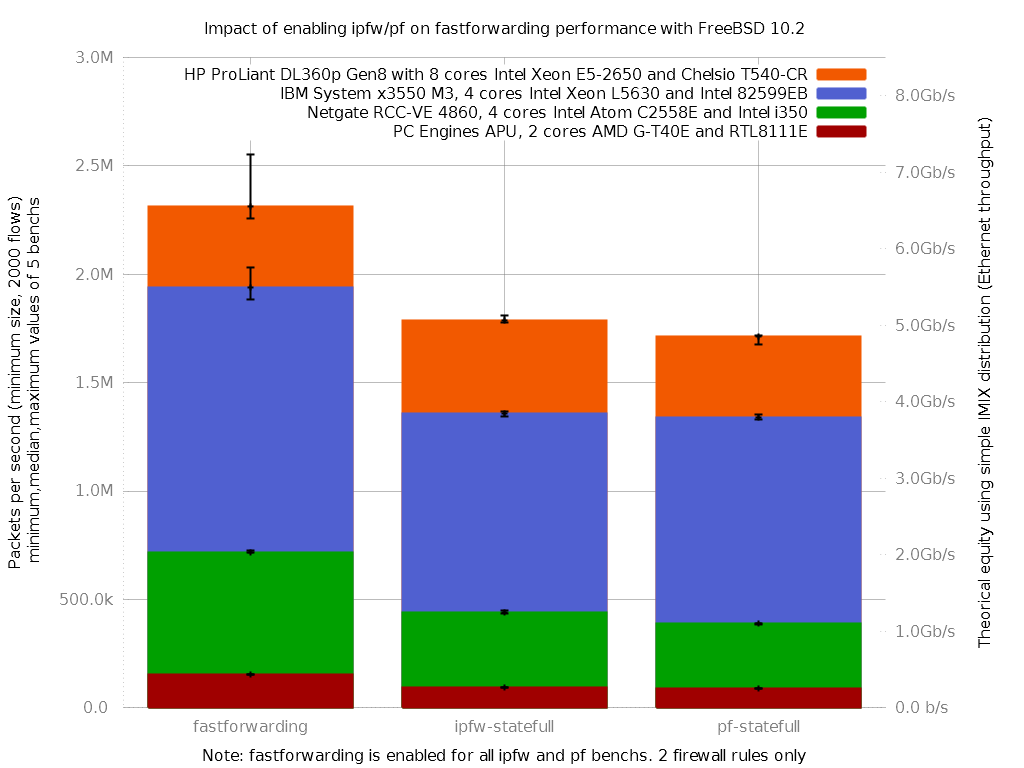 Impact of enabling ipfw/pf on fastforwarding performance with FreeBSD 10.2
HP ProLiant DL360p Gen8 with 8 cores Intel Xeon E5-2650 and Chelsio T540-CR
IBM System x3550 M3, 4 cores Intel Xeon L5630 and Intel 82599EB
Netgate RCC-VE 4860, 4 cores Intel Atom C2558E and Intel i350
PC Engines APU, 2 cores AMD G-T40E and RTL8111E
Packets per second (minimum size, 2000 flows)
minimum,median,maximum values of 5 benchs
3.0M
2.5M
2.0M
1.5M
1.0M
500.0k
0.0
8.0Gb/s
7.0Gb/s
6.0Gb/s
5.0Gb/s
4.0Gb/s
3.0Gb/s
2.0Gb/s
1.0Gb/s
0.0 b/s
Theorical equity using simple IMIX distribution (Ethernet throughput)
fastforwarding
ipfw-statefull
pf-statefull
Note: fastforwarding is enabled for all ipfw and pf benchs. 2 firewall rules only